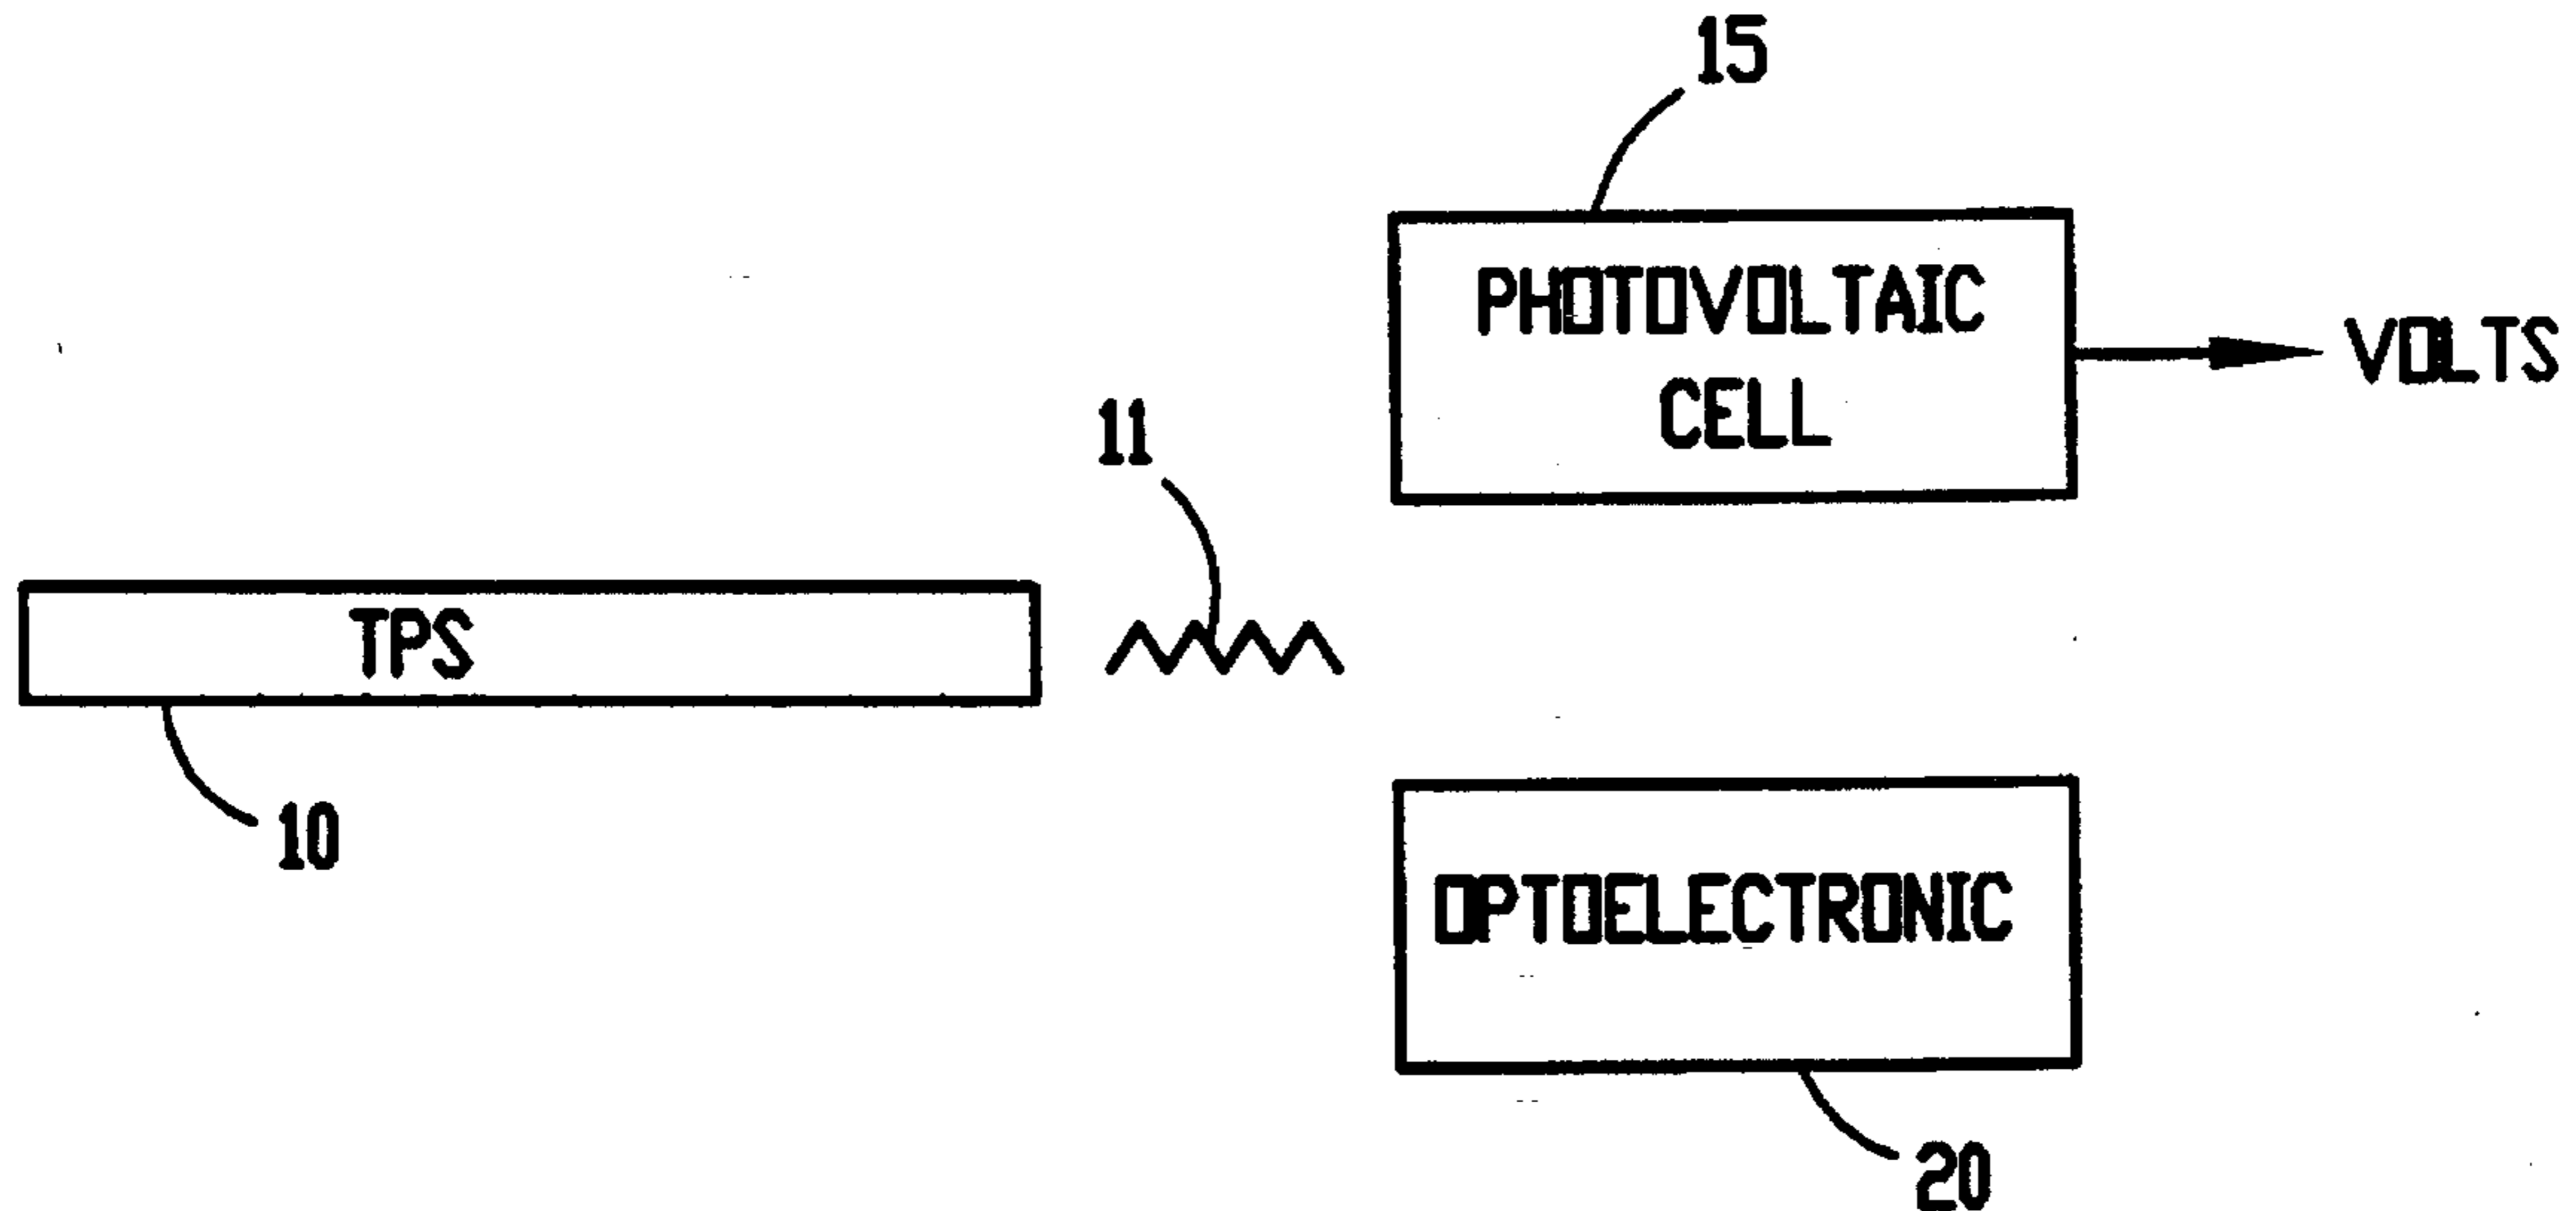 15
PHOTOVOLTAIC
CELL
VOLTS
11
TPS
10
OPTOELECTRONIC
20